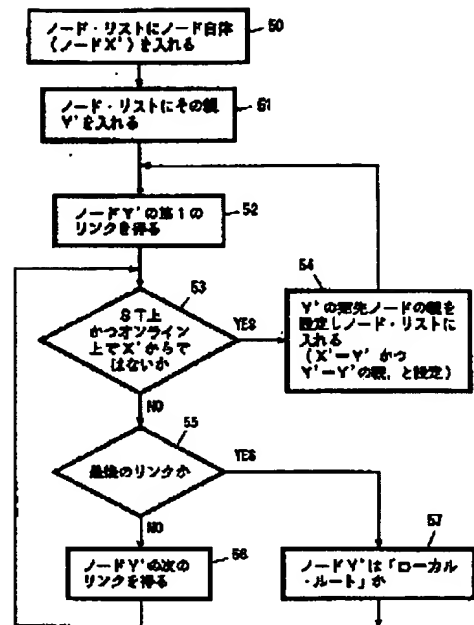 ノード・リストにノード自体
(ノードX')を入れる
50
ノード・リストにその親
Y'を入れる
51
ノードY'の第1の
リンクを得る
52
53
ST上
かつオンライン
上でX'からで
はないか
YES
54
Y'の宛先ノードの親を
設定しノード・リストに
入れる
(X'=Y' かつ
Y'=Y'の親, と設定)
NO
55
最後のリンクか
YES
NO
56
ノードY'の次の
リンクを得る
57
ノードY'は「ローカル
・ルート」か